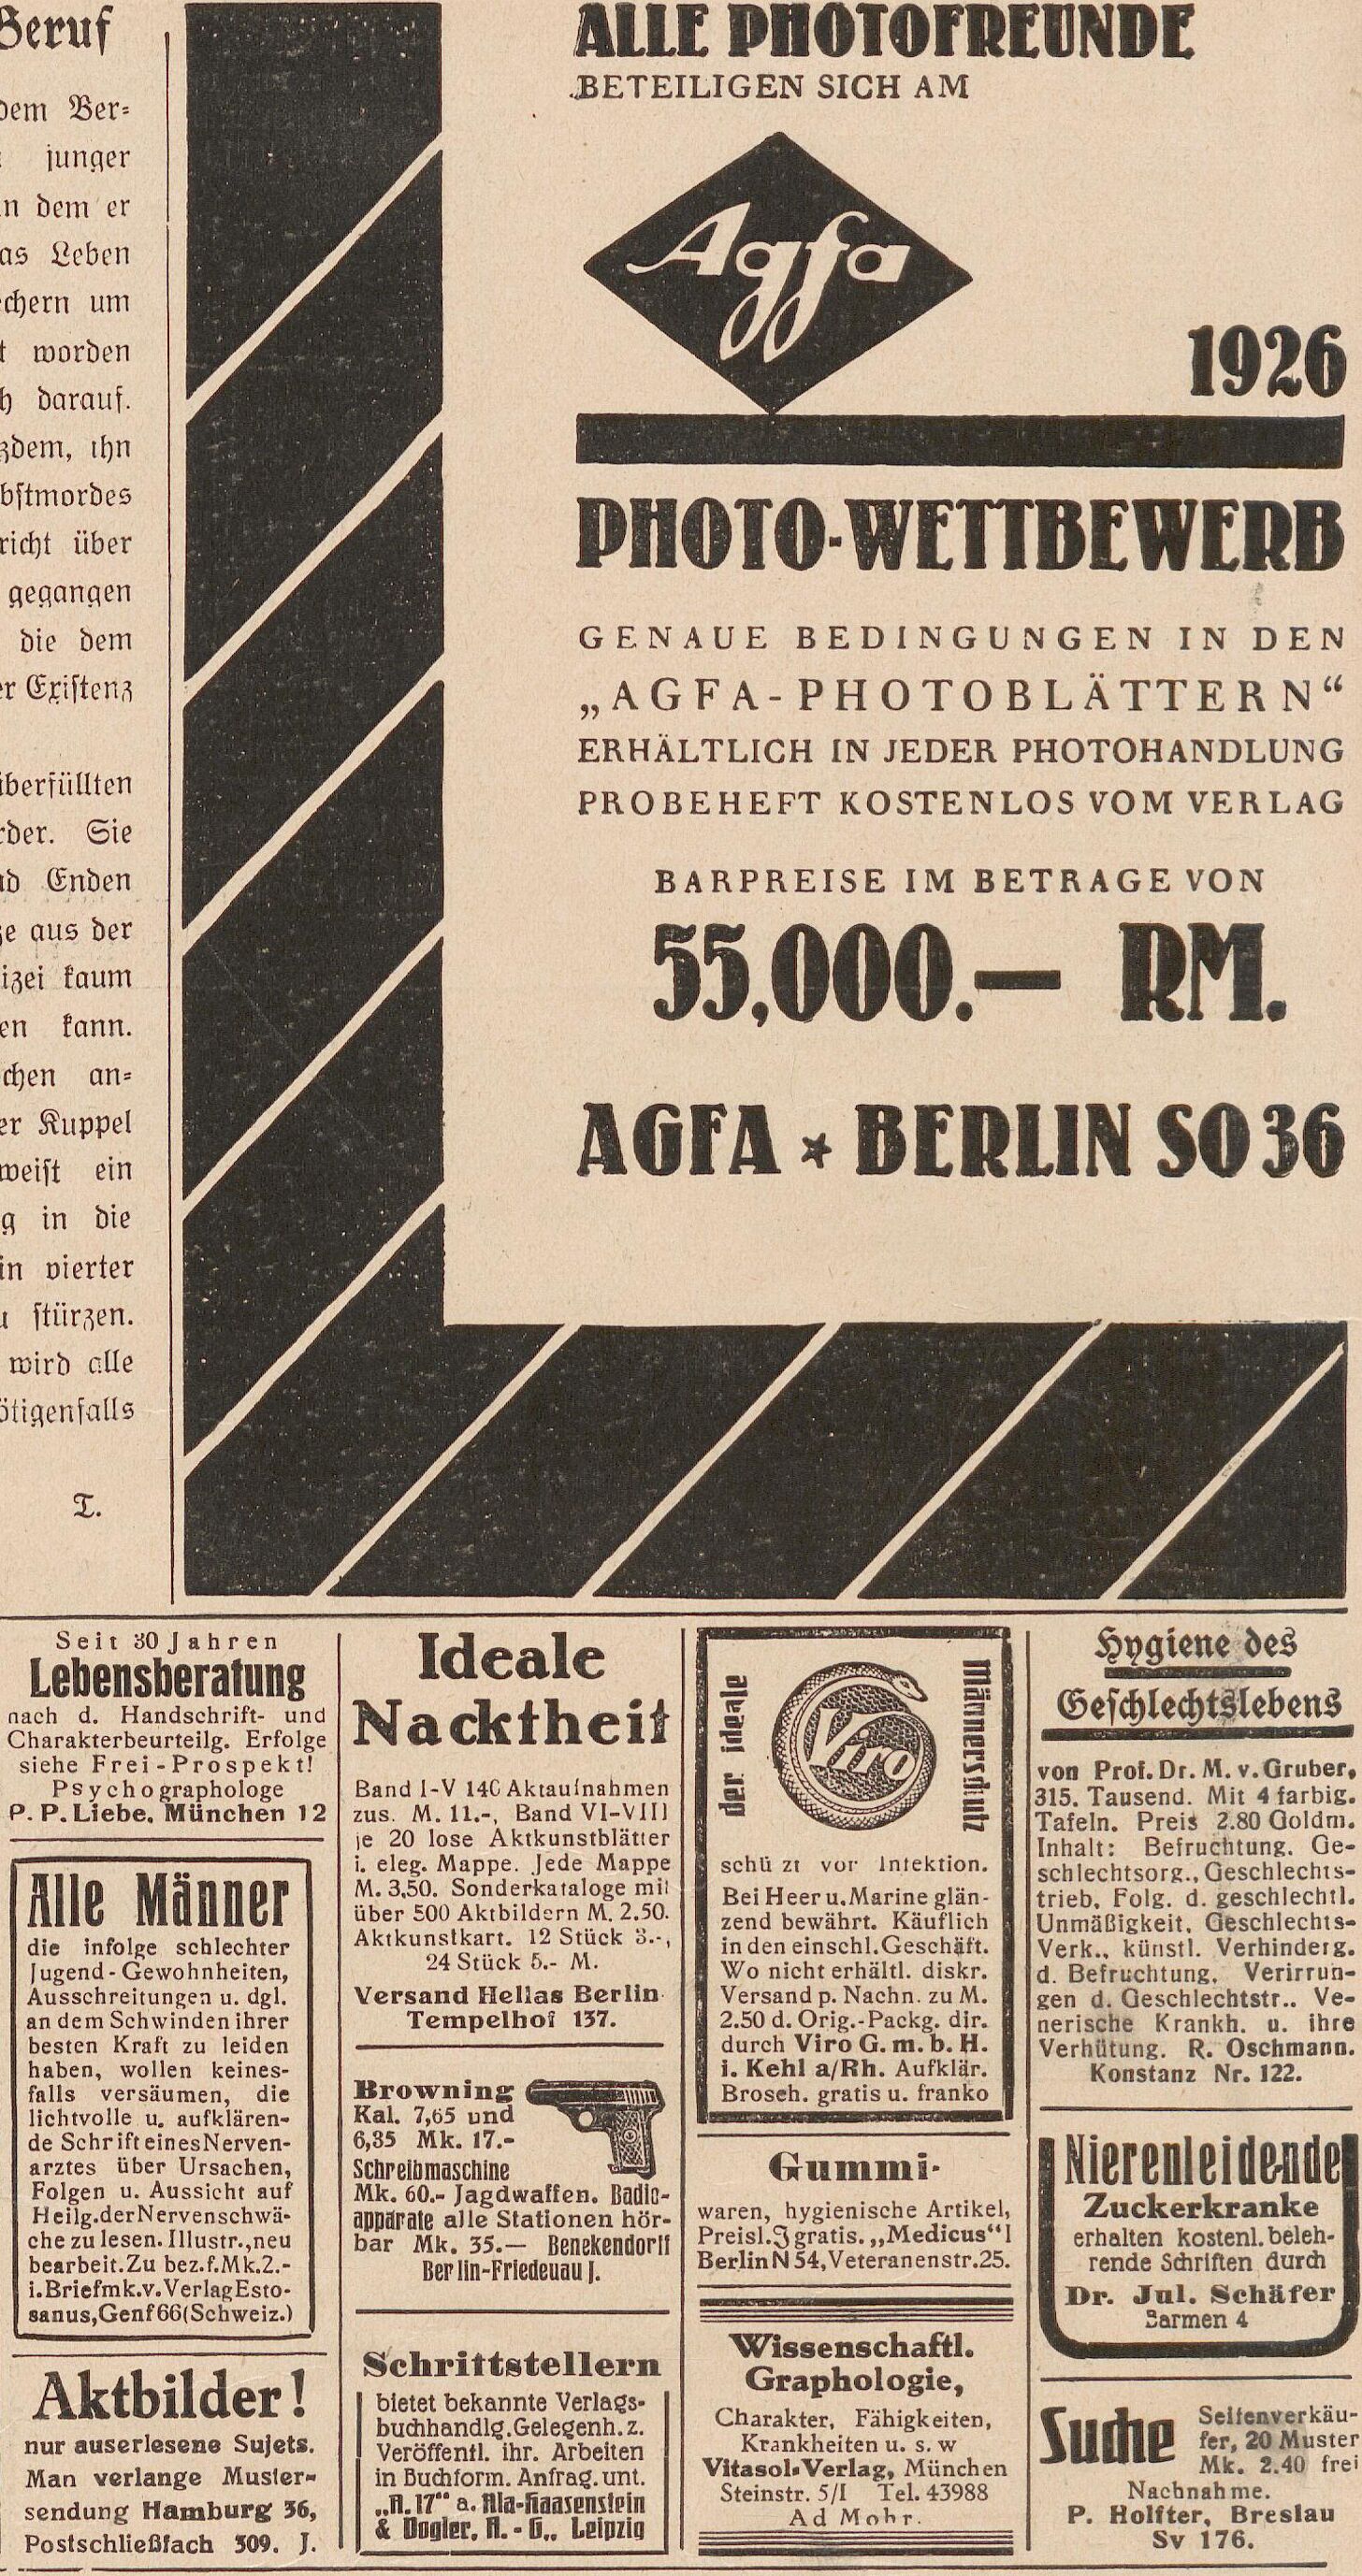 Beruf
dem Ber-
junger
in dem er
as Leben
echern um
t worden
h darauf.
zdem, ihn
bstmordes
richt über
gegangen
die dem
er Existenz
überfüllten
rder. Sie
nd Enden
ze aus der
izei kaum
en kann.
chen an-
er Kuppel
weist ein
g in die
in vierter
u stürzen.
wird alle
ötigenfalls
T.
ALLE PHOTOFREUNDE
BETEILIGEN SICH AM
Agfa
1926
PHOTO-WETTBEWERB
GENAUE BEDINGUNGEN IN DEN
„AGFA-PHOTOBLÄTTERN“
ERHÄLTLICH IN JEDER PHOTOHANDLUNG
PROBEHEFT KOSTENLOS VOM VERLAG
BARPREISE IM BETRAGE VON
55,000.— RM.
AGFA ★ BERLIN SO 36
Seit 30 Jahren
Lebensberatung
nach d. Handschrift- und
Charakterbeurteilg. Erfolge
siehe Frei-Prospekt!
Psychographologe
P. P. Liebe, München 12
Alle Männer
die infolge schlechter
Jugend-Gewohnheiten,
Ausschreitungen u. dgl.
an dem Schwinden ihrer
besten Kraft zu leiden
haben, wollen keines-
falls versäumen, die
lichtvolle u. aufklären-
de Schrift eines Nerven-
arztes über Ursachen,
Folgen u. Aussicht auf
Heilg. der Nervenschwä-
che zu lesen. Illustr., neu
bearbeit. Zu bez. f. Mk. 2.-
i. Briefmk. v. Verlag Esto-
sanus, Genf 66 (Schweiz.)
Aktbilder!
nur auserlesene Sujets.
Man verlange Muster-
sendung Hamburg 36,
Postschließfach 309. J.
Ideale
Nacktheit
Band I-V 140 Aktaufnahmen
zus. M. 11.-, Band VI-VIII
je 20 lose Aktkunstblätter
i. eleg. Mappe. Jede Mappe
M. 3,50. Sonderkataloge mit
über 500 Aktbildern M. 2.50.
Aktkunstkart. 12 Stück 3.-,
24 Stück 5.- M.
Versand Hellas Berlin
Tempelhof 137.
Browning
Kal. 7,65 und
6,35 Mk. 17.-
Schreibmaschine
Mk. 60.- Jagdwaffen. Radio-
apparate alle Stationen hör-
bar Mk. 35.— Benekendorff
Berlin-Friedenau J.
Schriftstellern
bietet bekannte Verlags-
buchhandlg. Gelegenh. z.
Veröffentl. ihr. Arbeiten
in Buchform. Anfrag. unt.
„A. 17“ a. Ala-Haasenstein
& Vogler, A.-G., Leipzig
der ideale
Viro
Männerschutz
schützt vor Infektion.
Bei Heer u. Marine glän-
zend bewährt. Käuflich
in den einschl. Geschäft.
Wo nicht erhältl. diskr.
Versand p. Nachn. zu M.
2.50 d. Orig.-Packg. dir.
durch Viro G. m. b. H.
i. Kehl a/Rh. Aufklär.
Brosch. gratis u. franko
Gummi-
waren, hygienische Artikel,
Preisl. J gratis. „Medicus“
Berlin N 54, Veteranenstr. 25.
Wissenschaftl.
Graphologie,
Charakter, Fähigkeiten,
Krankheiten u. s. w
Vitasol-Verlag, München
Steinstr. 5/I Tel. 43988
Ad Mohr.
Hygiene des
Geschlechtslebens
von Prof. Dr. M. v. Gruber,
315. Tausend. Mit 4 farbig.
Tafeln. Preis 2.80 Goldm.
Inhalt: Befruchtung. Ge-
schlechtsorg., Geschlechts-
trieb, Folg. d. geschlechtl.
Unmäßigkeit, Geschlechts-
Verk., künstl. Verhinderg.
d. Befruchtung. Verirrun-
gen d. Geschlechtstr.. Ve-
nerische Krankh. u. ihre
Verhütung. R. Oschmann.
Konstanz Nr. 122.
Nierenleidende
Zuckerkranke
erhalten kostenl. beleh-
rende Schriften durch
Dr. Jul. Schäfer
Barmen 4
Suche Seifenverkäu-
fer, 20 Muster
Mk. 2.40 frei
Nachnahme.
P. Holfter, Breslau
Sv 176.